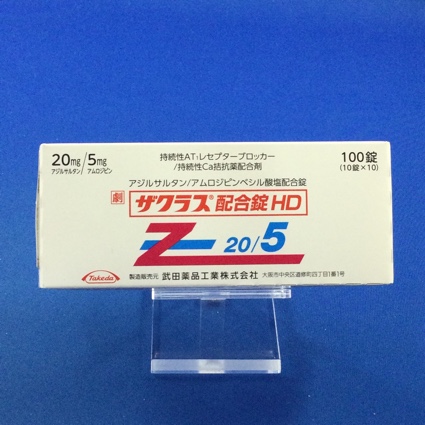 20mg/5mg
アジルサルタン/アムロジピン
持続性AT₁レセプターブロッカー
/持続性Ca拮抗薬配合剤
100錠
(10錠×10)
アジルサルタン/アムロジピンベシル酸塩配合錠
劇 ザクラス®配合錠HD
Z 20/5
Takeda
製造販売元 武田薬品工業株式会社 大阪市中央区道修町四丁目1番1号